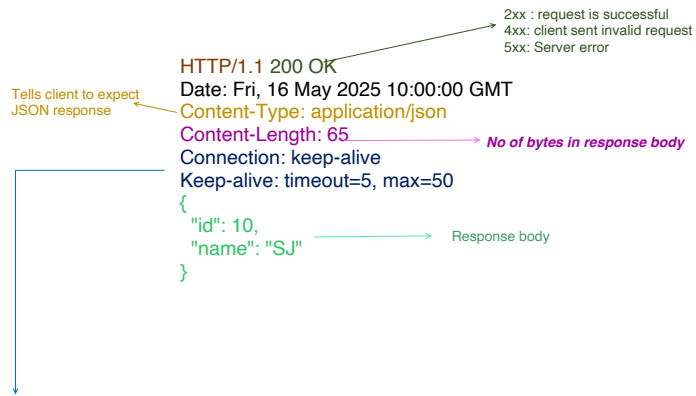 2xx : request is successful
4xx: client sent invalid request
5xx: Server error
HTTP/1.1 200 OK
Date: Fri, 16 May 2025 10:00:00 GMT
Tells client to expect
JSON response
Content-Type: application/json
Content-Length: 65
No of bytes in response body
Connection: keep-alive
Keep-alive: timeout=5, max=50
{
"id": 10,
"name": "SJ"
Response body
}